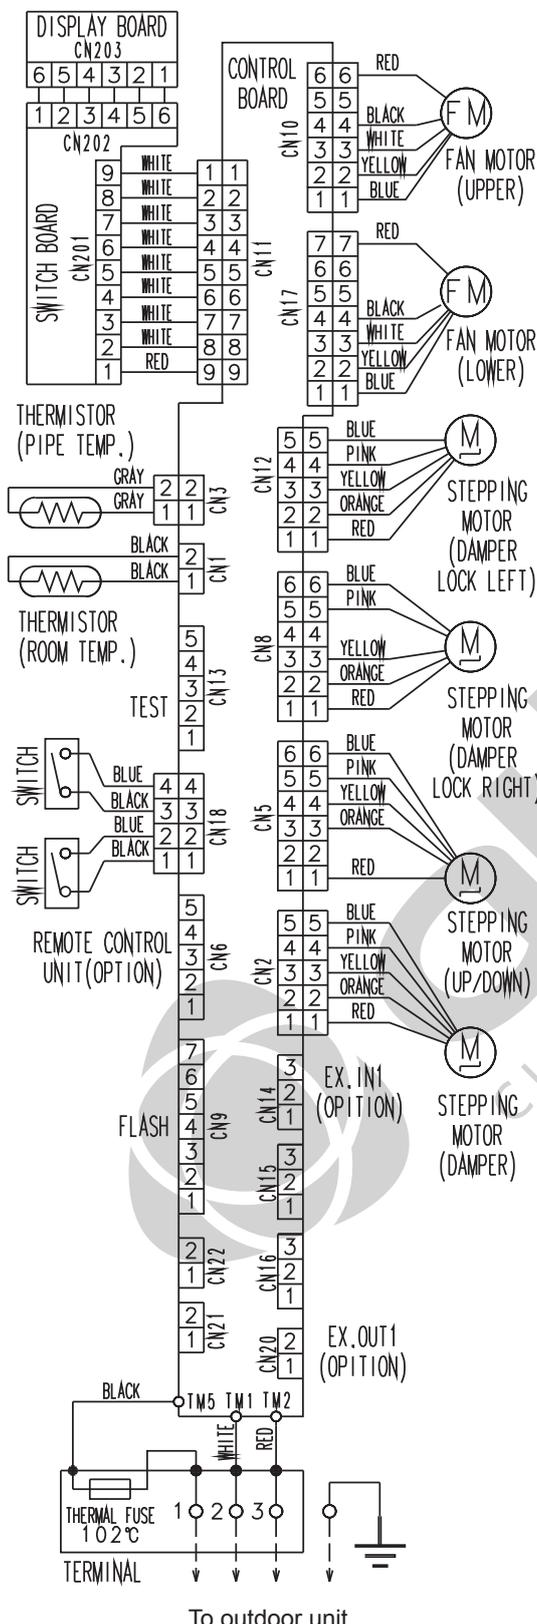 DISPLAY BOARD
CN203
6 5 4 3 2 1
1 2 3 4 5 6
CN202
SWITCH BOARD
CN201
9 WHITE 1 1
8 WHITE 2 2
7 WHITE 3 3
6 WHITE 4 4
5 WHITE 5 5
4 WHITE 6 6
3 WHITE 7 7
2 WHITE 8 8
1 RED 9 9
CN11
CONTROL
BOARD
CN10
6 6 RED
5 5
4 4 BLACK
3 3 WHITE
2 2 YELLOW
1 1 BLUE
FM
FAN MOTOR
(UPPER)
CN17
7 7 RED
6 6
5 5
4 4 BLACK
3 3 WHITE
2 2 YELLOW
1 1 BLUE
FM
FAN MOTOR
(LOWER)
THERMISTOR
(PIPE TEMP.)
GRAY 2 2
GRAY 1 1
CN3
BLACK 2
BLACK 1
CN1
THERMISTOR
(ROOM TEMP.)
CN12
5 5 BLUE
4 4 PINK
3 3 YELLOW
2 2 ORANGE
1 1 RED
M
STEPPING
MOTOR
(DAMPER
LOCK LEFT)
CN8
6 6 BLUE
5 5 PINK
4 4
3 3 YELLOW
2 2 ORANGE
1 1 RED
M
STEPPING
MOTOR
(DAMPER
LOCK RIGHT)
5
4
3
2
1
CN13
TEST
SWITCH
SWITCH
BLUE 4 4
BLACK 3 3
BLUE 2 2
BLACK 1 1
CN18
CN5
6 6 BLUE
5 5 PINK
4 4 YELLOW
3 3 ORANGE
2 2
1 1 RED
M
STEPPING
MOTOR
(UP/DOWN)
REMOTE CONTROL
UNIT(OPTION)
5
4
3
2
1
CN6
CN2
5 5 BLUE
4 4 PINK
3 3 YELLOW
2 2 ORANGE
1 1 RED
M
STEPPING
MOTOR
(DAMPER)
FLASH
7
6
5
4
3
2
1
CN9
3
2
1
CN14
EX.IN1
(OPITION)
3
2
1
CN15
2
1
CN22
3
2
1
CN16
2
1
CN21
2
1
CN20
EX.OUT1
(OPITION)
BLACK
TM5 TM1 TM2
WHITE
RED
THERMAL FUSE
102℃
1 2 3
TERMINAL
To outdoor unit